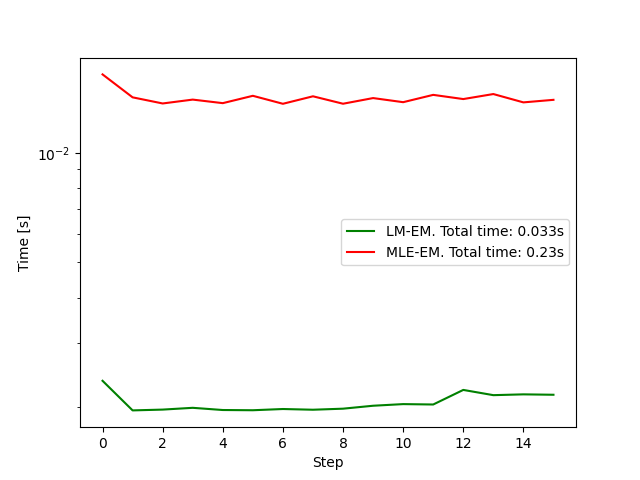 10⁻²
Time [s]
LM-EM. Total time: 0.033s
MLE-EM. Total time: 0.23s
0 2 4 6 8 10 12 14
Step